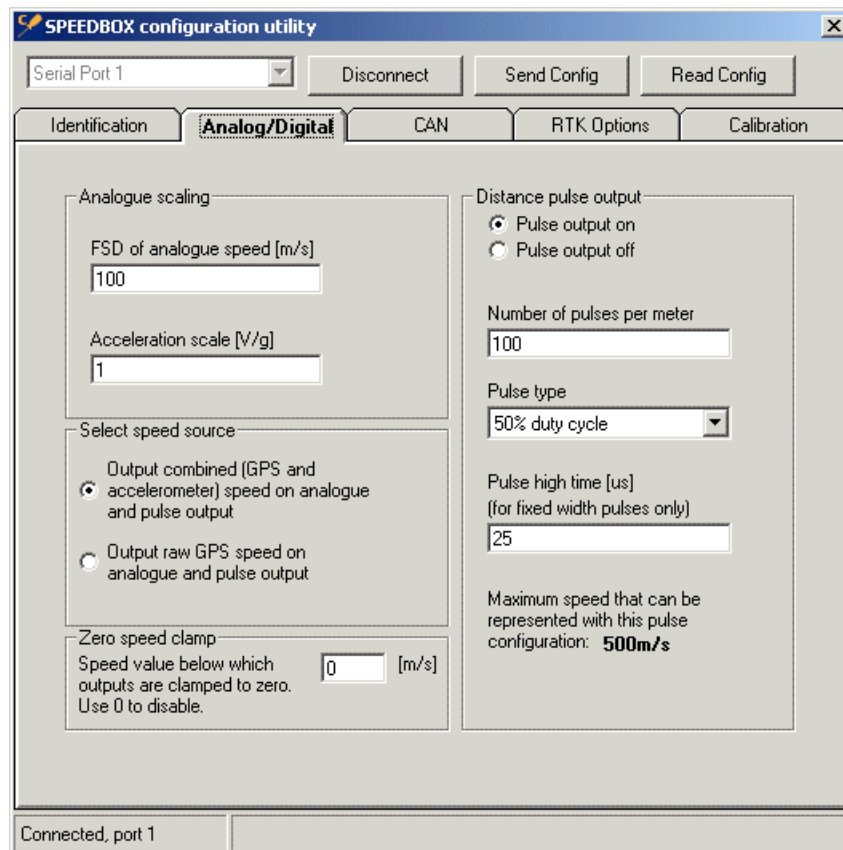 SPEEDBOX configuration utility
Serial Port 1
Disconnect
Send Config
Read Config
Identification
Analog/Digital
CAN
RTK Options
Calibration
Analogue scaling
FSD of analogue speed [m/s]
100
Acceleration scale [V/g]
1
Select speed source
Output combined (GPS and
accelerometer) speed on analogue
and pulse output
Output raw GPS speed on
analogue and pulse output
Zero speed clamp
Speed value below which
outputs are clamped to zero.
Use 0 to disable.
0
[m/s]
Distance pulse output
Pulse output on
Pulse output off
Number of pulses per meter
100
Pulse type
50% duty cycle
Pulse high time [us]
(for fixed width pulses only)
25
Maximum speed that can be
represented with this pulse
configuration: 500m/s
Connected, port 1